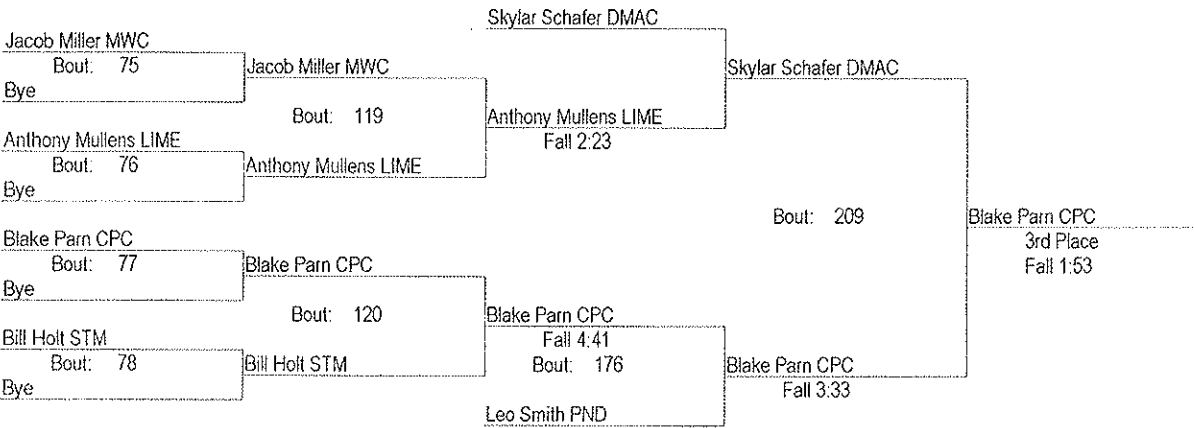 Skylar Schafer DMAC
Jacob Miller MWC
Bout: 75
Jacob Miller MWC
Skylar Schafer DMAC
Bye
Bout: 119
Anthony Mullens LIME
Fall 2:23
Anthony Mullens LIME
Bout: 76
Anthony Mullens LIME
Bye
Bout: 209
Blake Parn CPC
3rd Place
Fall 1:53
Blake Parn CPC
Bout: 77
Blake Parn CPC
Bye
Bout: 120
Blake Parn CPC
Fall 4:41
Bill Holt STM
Bout: 78
Bill Holt STM
Bout: 176
Blake Parn CPC
Fall 3:33
Bye
Leo Smith PND